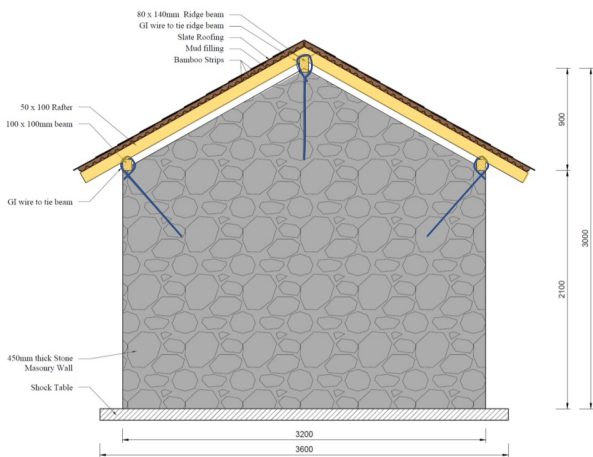 80 x 140mm Ridge beam
GI wire to tie ridge beam
Slate Roofing
Mud filling
Bamboo Strips
50 x 100 Rafter
100 x 100mm beam
GI wire to tie beam
450mm thick Stone
Masonry Wall
Shock Table
900
3000
2100
3200
3600